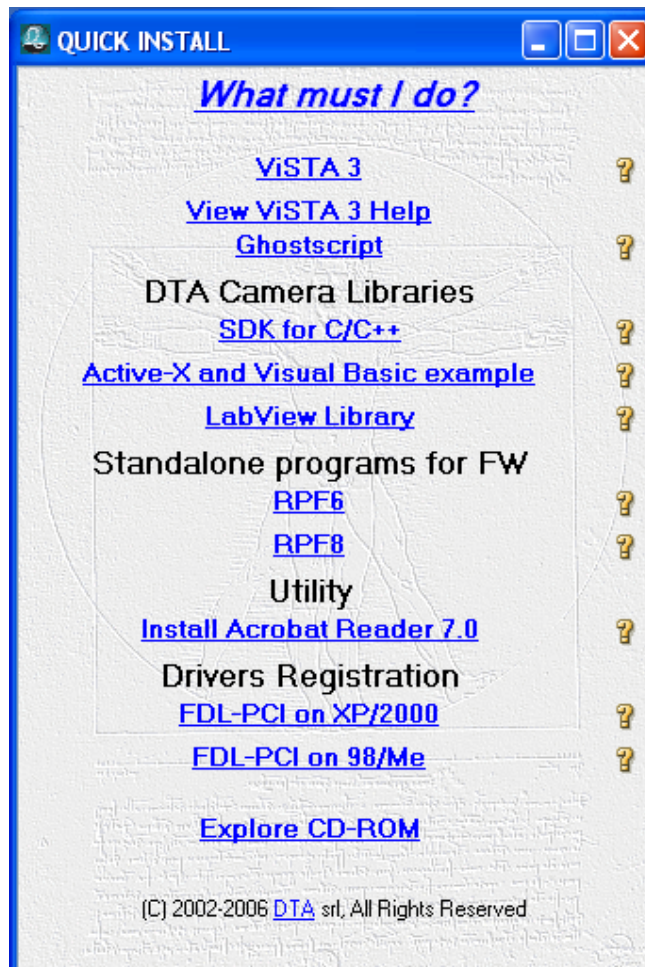 QUICK INSTALL
What must I do?
ViSTA 3
View ViSTA 3 Help
Ghostscript
DTA Camera Libraries
SDK for C/C++
Active-X and Visual Basic example
LabView Library
Standalone programs for FW
RPF6
RPF8
Utility
Install Acrobat Reader 7.0
Drivers Registration
FDL-PCI on XP/2000
FDL-PCI on 98/Me
Explore CD-ROM
(C) 2002-2006 DTA srl, All Rights Reserved